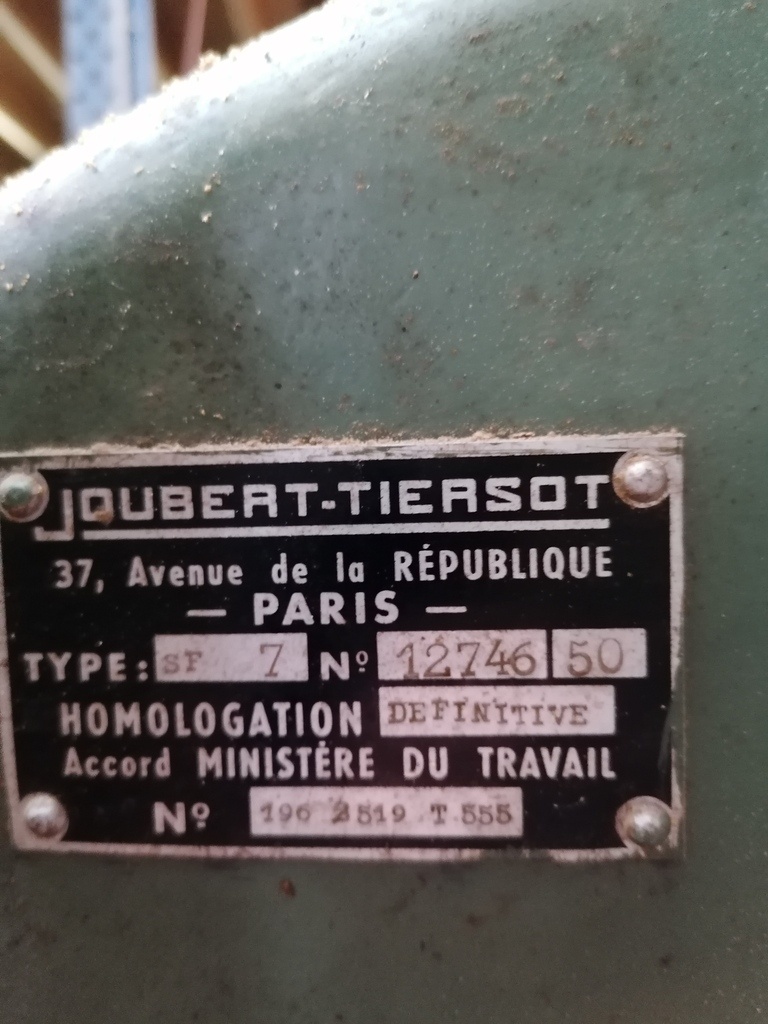 JOUBERT-TIERSOT
37, Avenue de la RÉPUBLIQUE
— PARIS —
TYPE: SF 7 Nº 12746 50
HOMOLOGATION DEFINITIVE
Accord MINISTÈRE DU TRAVAIL
Nº 196 2519 T 555